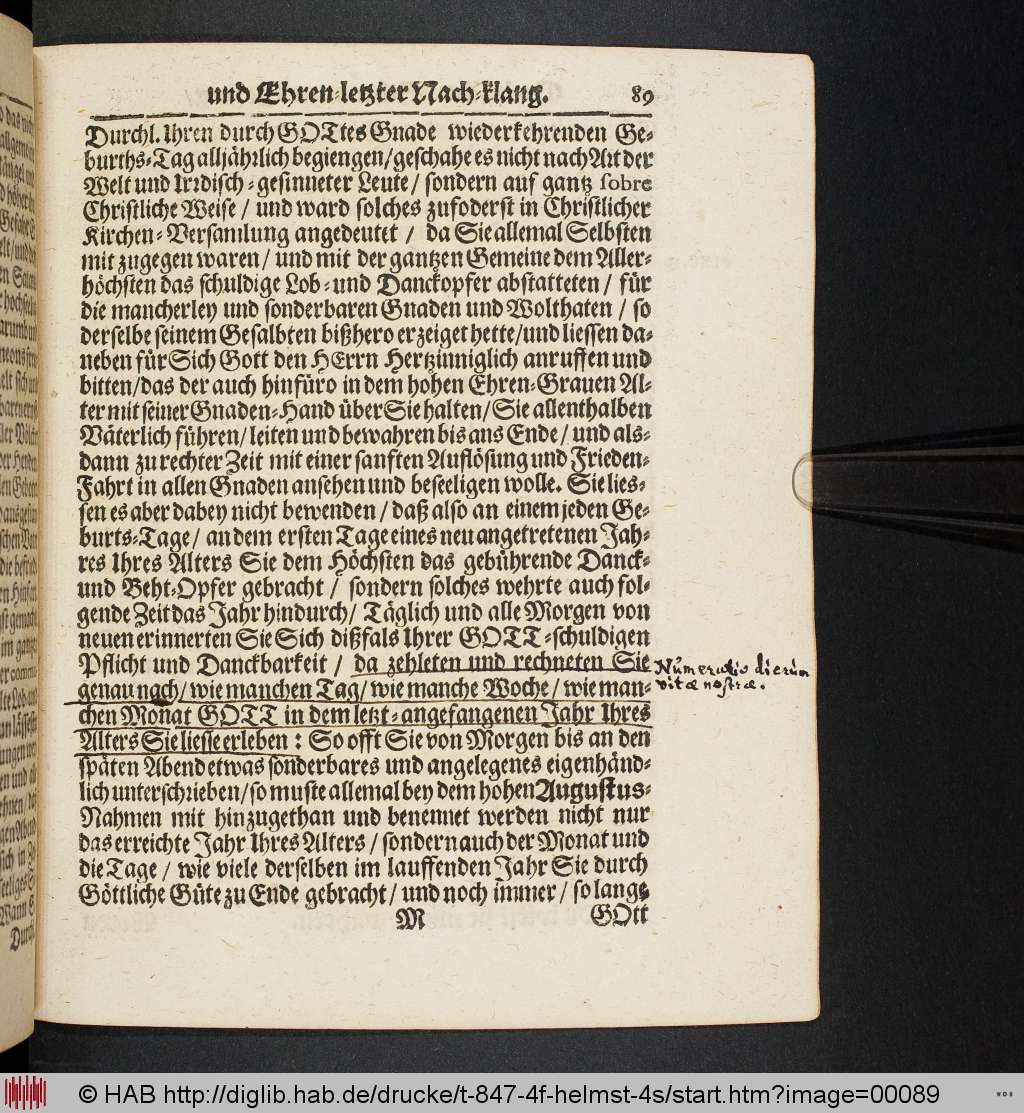 und Ehren-letzter Nach-klang. 89
Durchl. Ihren durch GOTtes Gnade wiederkehrenden Ge-
burths-Tag alljährlich begiengen/geschahe es nicht nach Art der
Welt und Irrdisch-gesinneter Leute/ sondern auf gantz sobre
Christliche Weise / und ward solches zufoderst in Christlicher
Kirchen-Versamlung angedeutet / da Sie allemal Selbsten
mit zugegen waren/ und mit der gantzen Gemeine dem Aller-
höchsten das schuldige Lob-und Danckopfer abstatteten / für
die mancherley und sonderbaren Gnaden und Wolthaten / so
derselbe seinem Gesalbten bißhero erzeiget hette/und liessen da-
neben für Sich Gott den HErrn Hertzinniglich anruffen und
bitten/das der auch hinfüro in dem hohen Ehren-Grauen Al-
ter mit seiner Gnaden-Hand über Sie halten/Sie allenthalben
Väterlich führen/leiten und bewahren bis ans Ende/ und als-
dann zu rechter Zeit mit einer sanften Auflösung und Frieden-
Fahrt in allen Gnaden ansehen und beseeligen wolle. Sie lies-
sen es aber dabey nicht bewenden/ daß also an einem jeden Ge-
burts-Tage/ an dem ersten Tage eines neu angetretenen Jah-
res Ihres Alters Sie dem Höchsten das gebührende Danck-
und Beht-Opfer gebracht / sondern solches wehrte auch fol-
gende Zeit das Jahr hindurch/ Täglich und alle Morgen von
neuen erinnerten Sie Sich dißfals Ihrer GOTT-schuldigen
Pflicht und Danckbarkeit / da zehleten und rechneten Sie
genau nach/ wie manchen Tag/ wie manche Woche/ wie man-
chen Monat GOTT in dem letzt-angefangenen Jahr Ihres
Alters Sie liesse erleben: So offt Sie von Morgen bis an den
späten Abend etwas sonderbares und angelegenes eigenhänd-
lich unterschrieben/so muste allemal bey dem hohen Augustus-
Nahmen mit hinzugethan und benennet werden nicht nur
das erreichte Jahr Ihres Alters / sondern auch der Monat und
die Tage / wie viele derselben im lauffenden Jahr Sie durch
Göttliche Güte zu Ende gebracht/ und noch immer / so lange
M GOtt
Numeratio dierum
vitæ nostræ.
© HAB http://diglib.hab.de/drucke/t-847-4f-helmst-4s/start.htm?image=00089